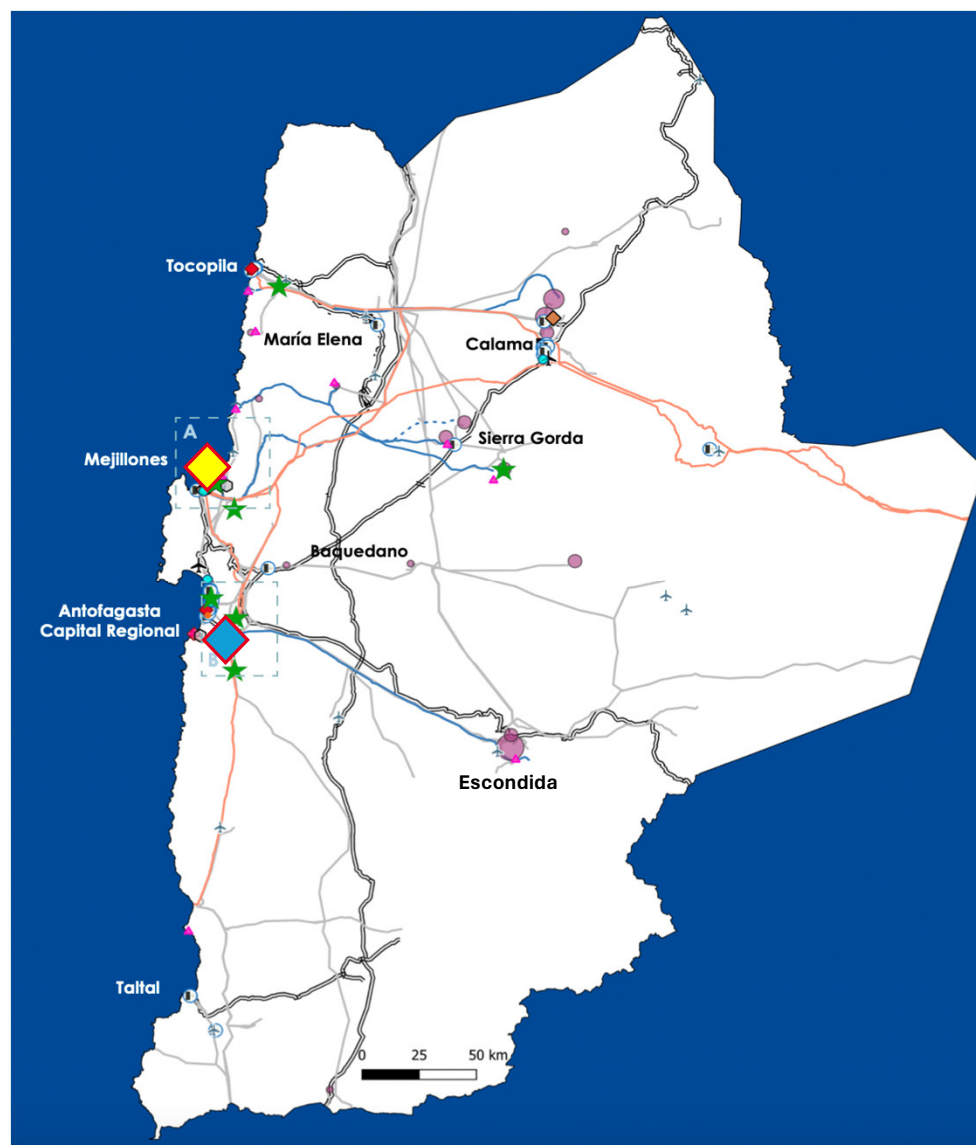 Tocopila
María Elena
Calama
A
Sierra Gorda
Mejillones
Baquedano
Antofagasta
Capital Regional
B
Escondida
Taltal
0 25 50 km